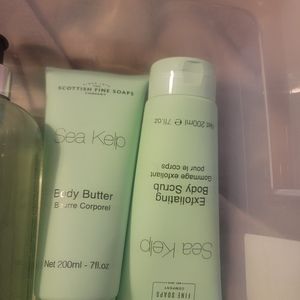 SCOTTISH FINE SOAPS
COMPANY
Sea Kelp
Body Butter
Beurre Corporel
Net 200ml - 7fl.oz
FINE SOAPS
COMPANY
Sea Kelp
Exfoliating
Body Scrub
Gommage exfoliant
pour le corps
Net 200ml ℮ 7fl.oz